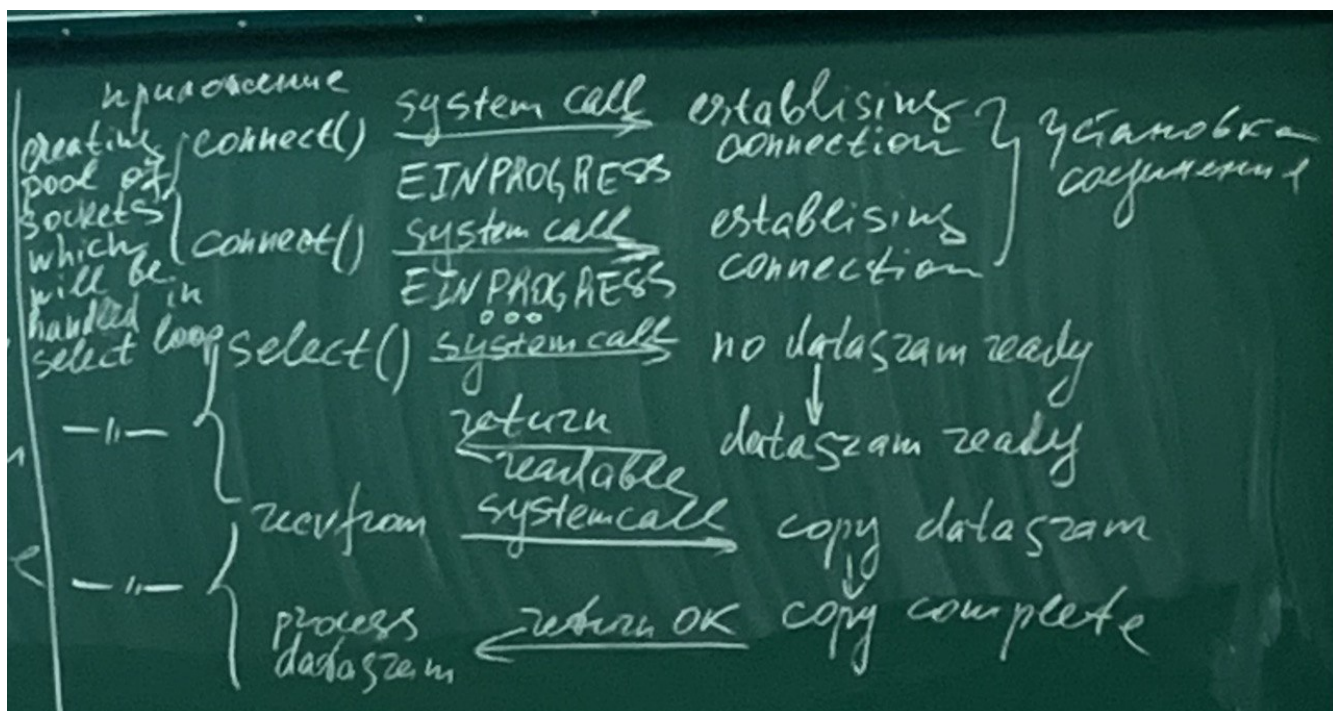 приложение
creating
pool of
sockets
which
will be
handled in
select loop
connect() system call establising
connection
EINPROGRESS
connect() system call establising
connection
EINPROGRESS
установка
соединения
select() system call no datagram ready
return
readable
datagram ready
recvfrom system call copy datagram
process
datagram
return OK
copy complete